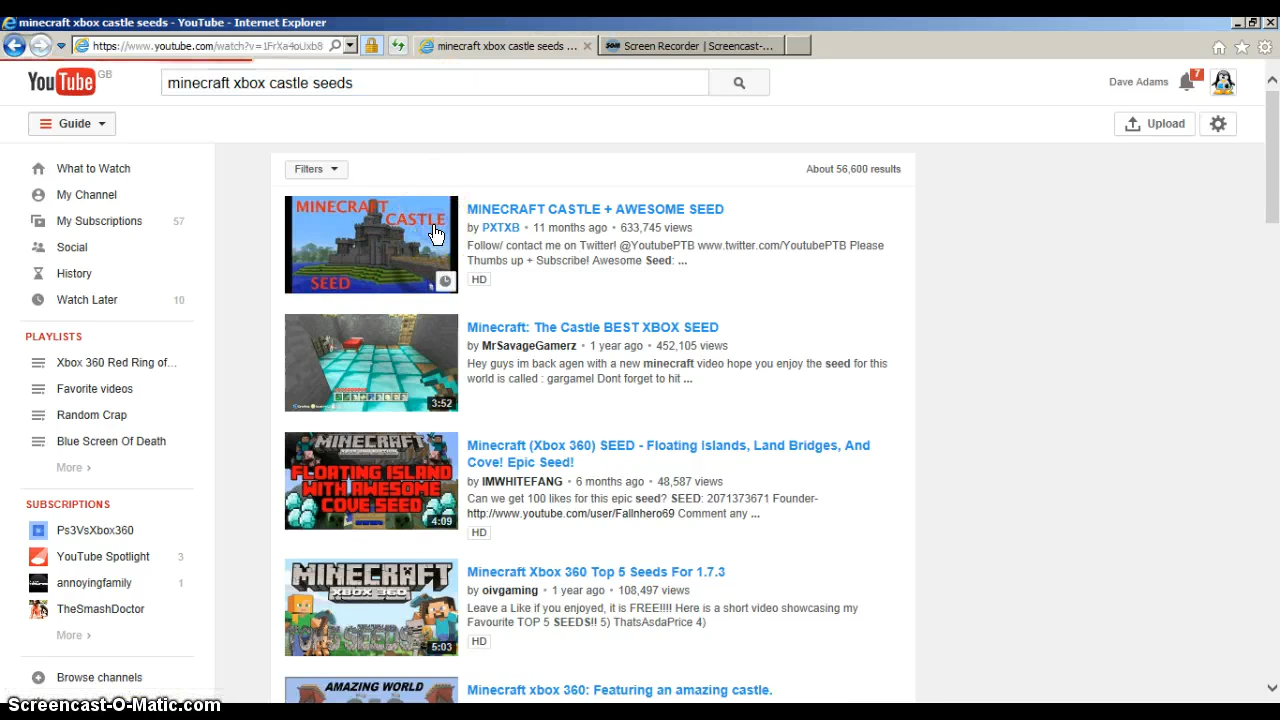 minecraft xbox castle seeds - YouTube - Internet Explorer
https://www.youtube.com/watch?v=1FrXa4oUxb8
minecraft xbox castle seeds ...
Screen Recorder | Screencast-...
YouTube GB
minecraft xbox castle seeds
Dave Adams
7
Guide
Upload
What to Watch
My Channel
My Subscriptions 57
Social
History
Watch Later 10
PLAYLISTS
Xbox 360 Red Ring of...
Favorite videos
Random Crap
Blue Screen Of Death
More ›
SUBSCRIPTIONS
Ps3VsXbox360
YouTube Spotlight 3
annoyingfamily 1
TheSmashDoctor
More ›
Browse channels
Filters
About 56,600 results
MINECRAFT
CASTLE
SEED
MINECRAFT CASTLE + AWESOME SEED
by PXTXB • 11 months ago • 633,745 views
Follow/ contact me on Twitter! @YoutubePTB www.twitter.com/YoutubePTB Please
Thumbs up + Subscribe! Awesome Seed: ...
HD
3:52
Minecraft: The Castle BEST XBOX SEED
by MrSavageGamerz • 1 year ago • 452,105 views
Hey guys im back agen with a new minecraft video hope you enjoy the seed for this
world is called : gargamel Dont forget to hit ...
MINECRAFT
FLOATING ISLAND
WITH AWESOME
COVE SEED
4:09
Minecraft (Xbox 360) SEED - Floating Islands, Land Bridges, And
Cove! Epic Seed!
by IMWHITEFANG • 6 months ago • 48,587 views
Can we get 100 likes for this epic seed? SEED: 2071373671 Founder-
http://www.youtube.com/user/Fallnhero69 Comment any ...
HD
MINECRAFT
XBOX 360
TOP 5 SEEDS
5:03
Minecraft Xbox 360 Top 5 Seeds For 1.7.3
by oivgaming • 1 year ago • 108,497 views
Leave a Like if you enjoyed, it is FREE!!!! Here is a short video showcasing my
Favourite TOP 5 SEEDS!! 5) ThatsAsdaPrice 4)
HD
AMAZING WORLD
Minecraft xbox 360: Featuring an amazing castle.
Screencast-O-Matic.com